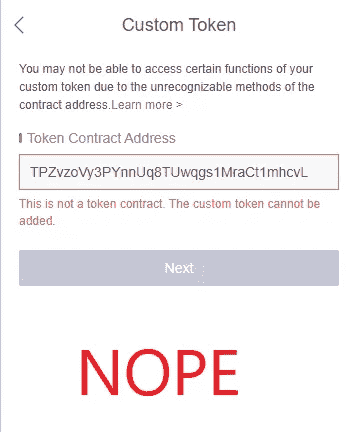 Custom Token
You may not be able to access certain functions of your
custom token due to the unrecognizable methods of the
contract address.Learn more >
Token Contract Address
TPZvzoVy3PYnnUq8TUwqgs1MraCt1mhcvL
This is not a token contract. The custom token cannot be
added.
Next
NOPE